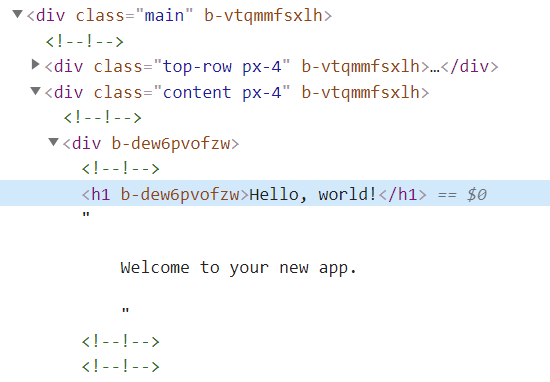 ▼<div class="main" b-vtqmmfsxlh>
<!--!-->
▶<div class="top-row px-4" b-vtqmmfsxlh>…</div>
▼<div class="content px-4" b-vtqmmfsxlh>
<!--!-->
▼<div b-dew6pvofzw>
<!--!-->
<h1 b-dew6pvofzw>Hello, world!</h1> == $0
"
Welcome to your new app.
"
<!--!-->
<!--!-->